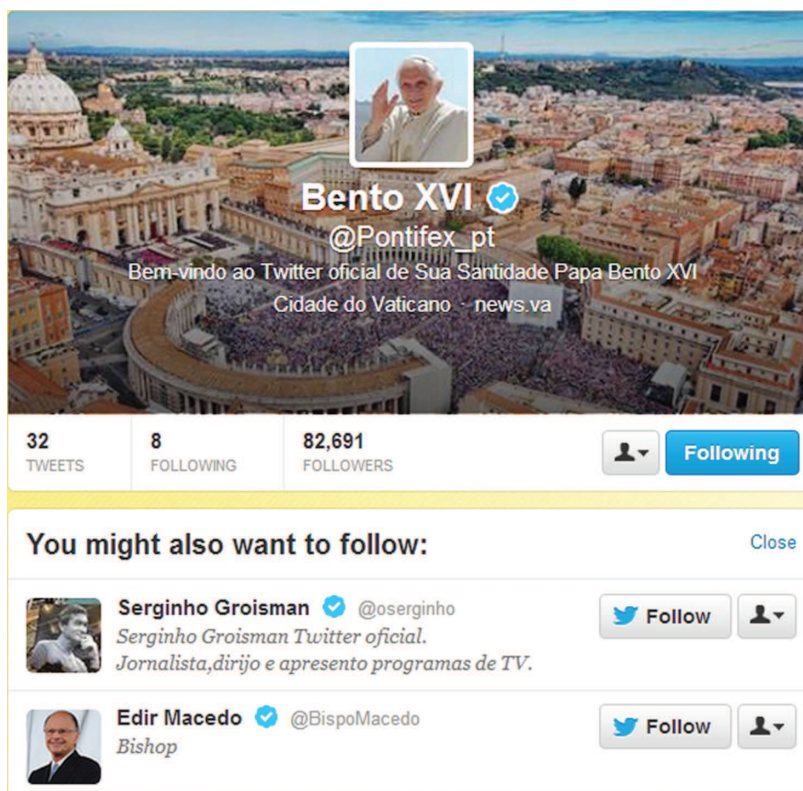 Bento XVI
@Pontifex_pt
Bem-vindo ao Twitter oficial de Sua Santidade Papa Bento XVI
Cidade do Vaticano · news.va
32 8 82,691
TWEETS FOLLOWING FOLLOWERS
Following
You might also want to follow: Close
Serginho Groisman @oserginho
Serginho Groisman Twitter oficial.
Jornalista,dirijo e apresento programas de TV.
Follow
Edir Macedo @BispoMacedo
Bishop
Follow